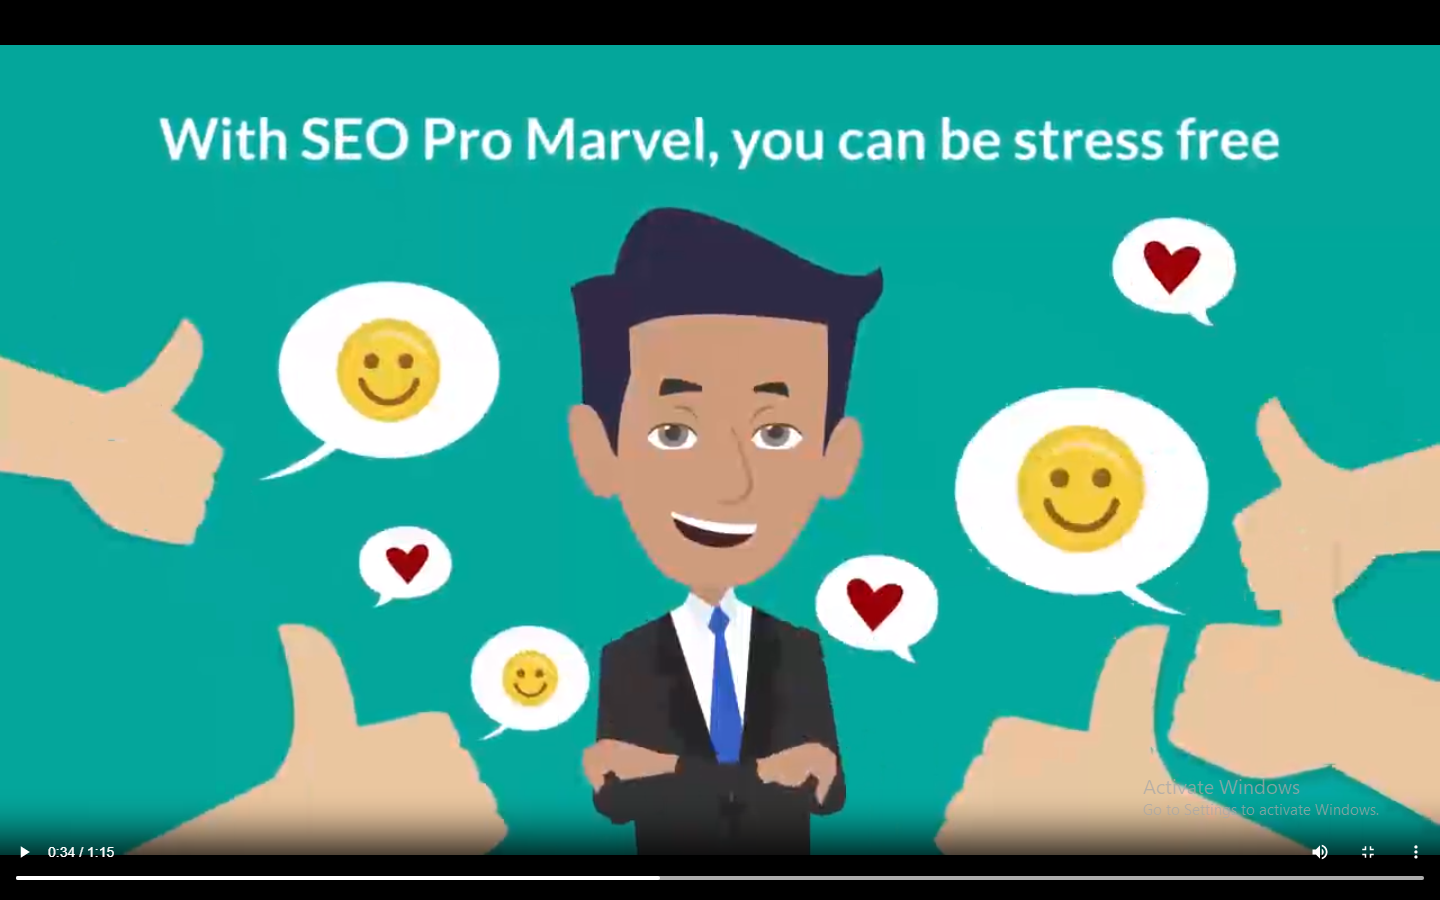 With SEO Pro Marvel, you can be stress free
Activate Windows
Go to Settings to activate Windows.
0:34 / 1:15